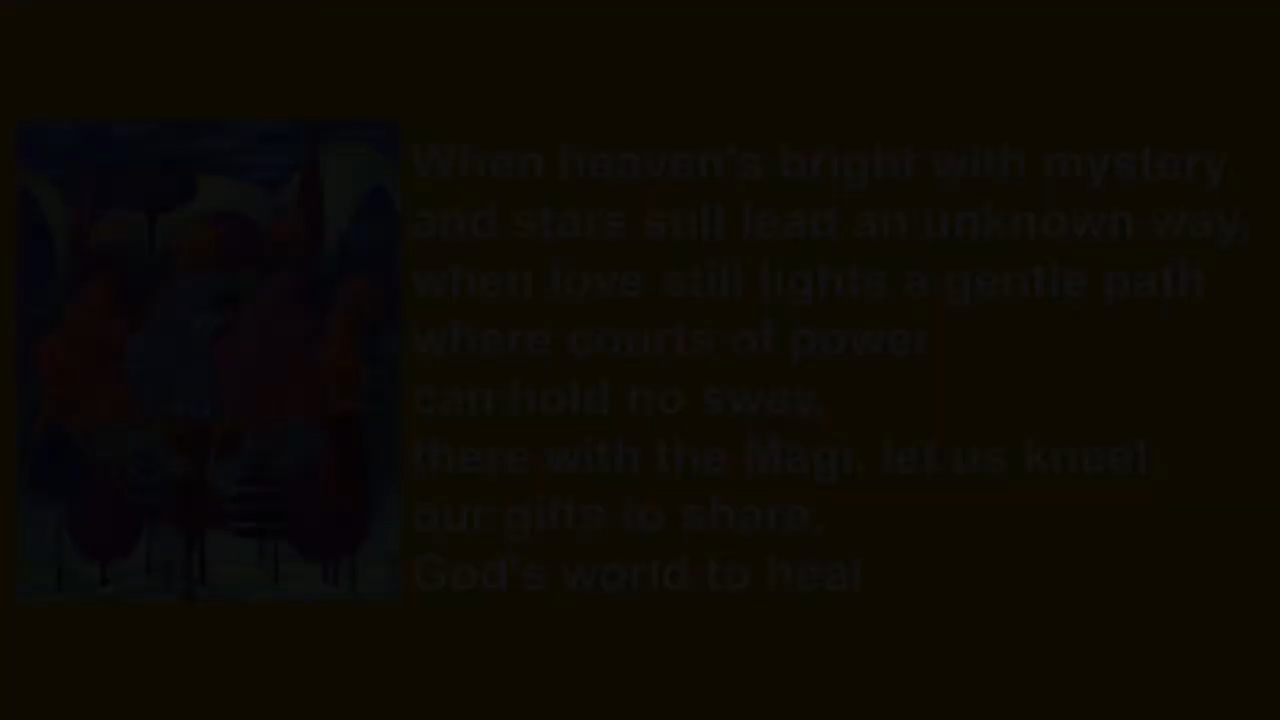 When heaven's bright with mystery
and stars still lead an unknown way,
when love still lights a gentle path
where courts of power
can hold no sway,
there with the Magi, let us kneel
our gifts to share,
God's world to heal